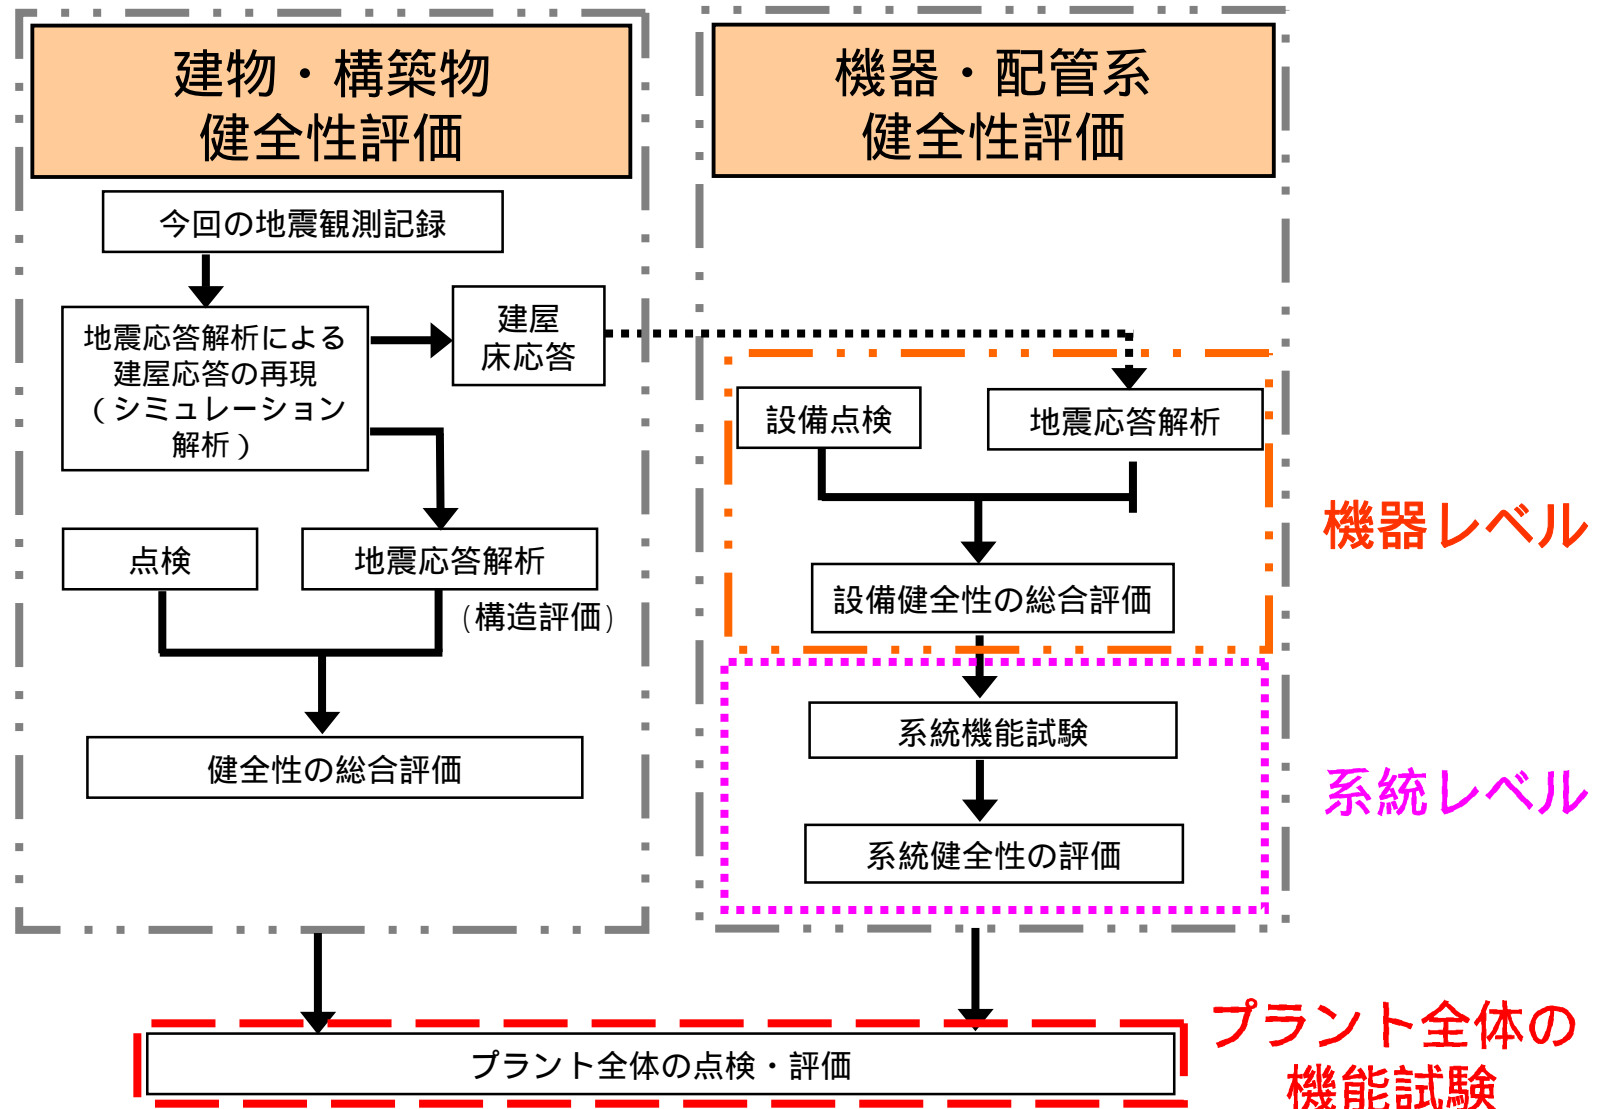 建物・構築物
健全性評価
今回の地震観測記録
地震応答解析による
建屋応答の再現
（シミュレーション
解析）
建屋
床応答
点検
地震応答解析
(構造評価)
健全性の総合評価
機器・配管系
健全性評価
設備点検
地震応答解析
設備健全性の総合評価
機器レベル
系統機能試験
系統健全性の評価
系統レベル
プラント全体の点検・評価
プラント全体の
機能試験